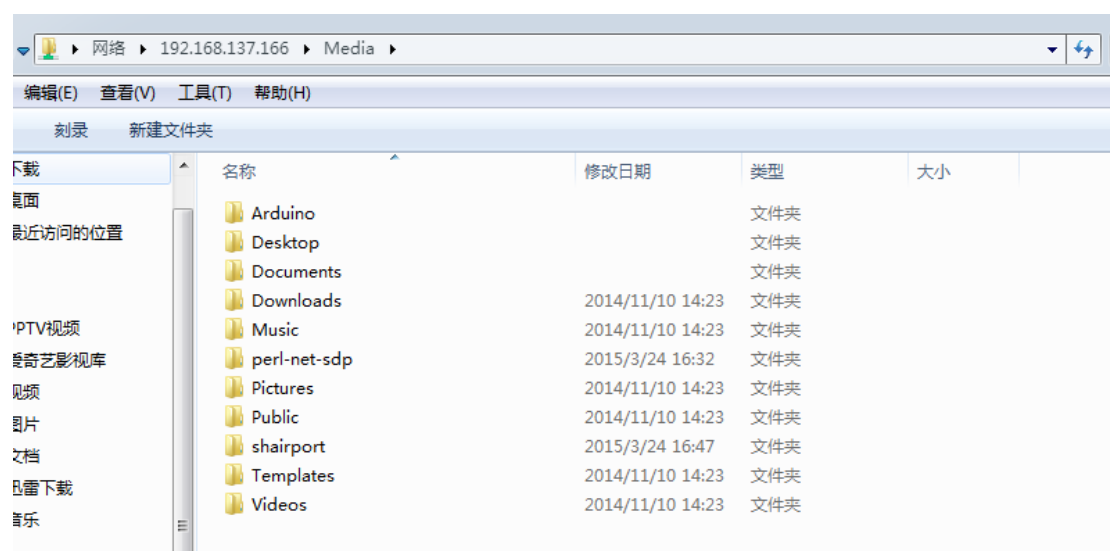 网络 192.168.137.166 Media
编辑(E) 查看(V) 工具(T) 帮助(H)
刻录 新建文件夹
名称 修改日期 类型 大小
下载
桌面
最近访问的位置
PPTV视频
爱奇艺影视库
视频
图片
文档
迅雷下载
音乐
Arduino 文件夹
Desktop 文件夹
Documents 文件夹
Downloads 2014/11/10 14:23 文件夹
Music 2014/11/10 14:23 文件夹
perl-net-sdp 2015/3/24 16:32 文件夹
Pictures 2014/11/10 14:23 文件夹
Public 2014/11/10 14:23 文件夹
shairport 2015/3/24 16:47 文件夹
Templates 2014/11/10 14:23 文件夹
Videos 2014/11/10 14:23 文件夹